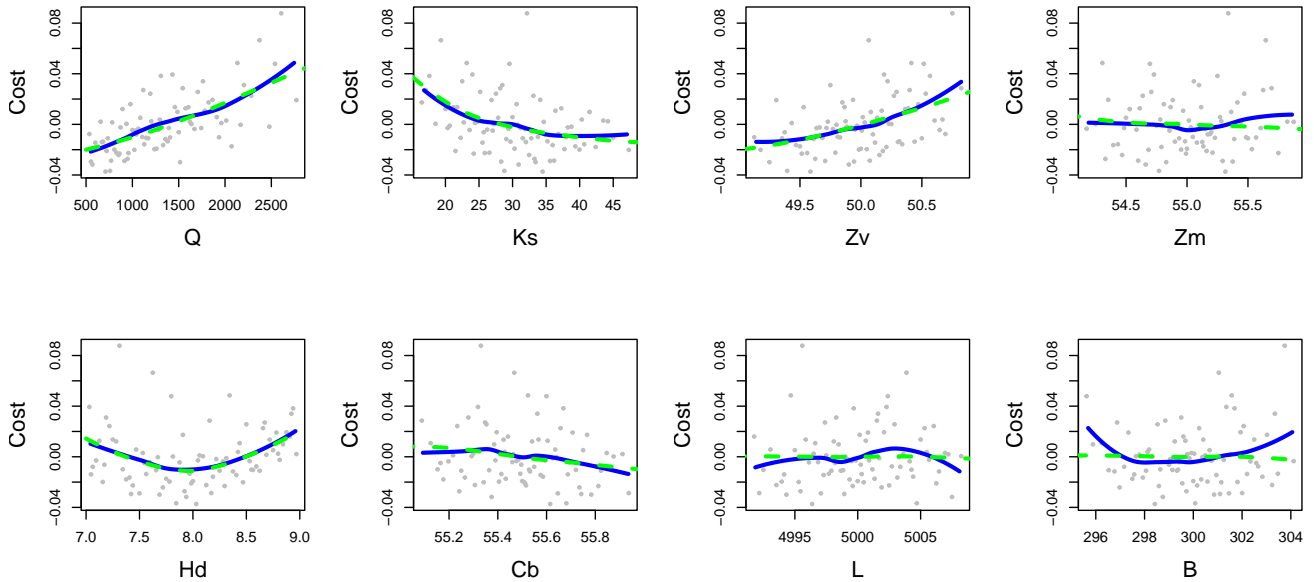 Cost
−0.04 0.00 0.04 0.08
500 1000 1500 2000 2500
Q
Cost
−0.04 0.00 0.04 0.08
20 25 30 35 40 45
Ks
Cost
−0.04 0.00 0.04 0.08
49.5 50.0 50.5
Zv
Cost
−0.04 0.00 0.04 0.08
54.5 55.0 55.5
Zm
Cost
−0.04 0.00 0.04 0.08
7.0 7.5 8.0 8.5 9.0
Hd
Cost
−0.04 0.00 0.04 0.08
55.2 55.4 55.6 55.8
Cb
Cost
−0.04 0.00 0.04 0.08
4995 5000 5005
L
Cost
−0.04 0.00 0.04 0.08
296 298 300 302 304
B